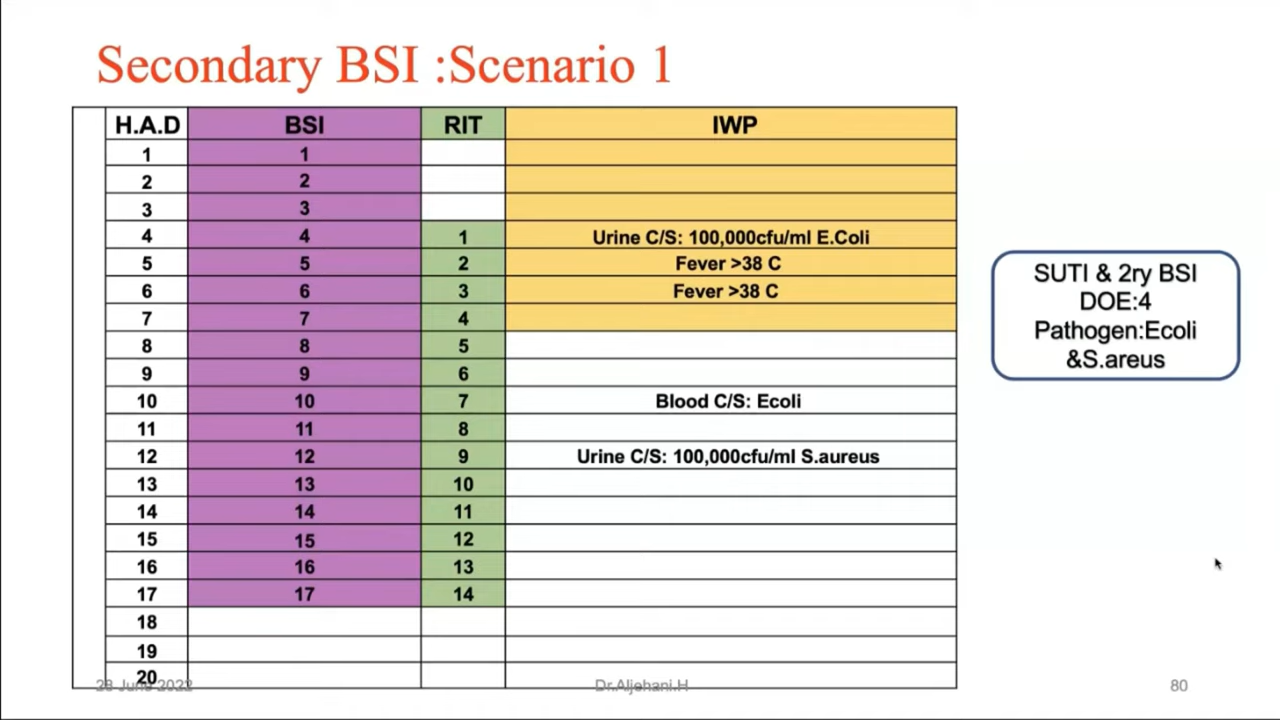 Secondary BSI :Scenario 1
H.A.D BSI RIT IWP
1 1
2 2
3 3
4 4 1 Urine C/S: 100,000cfu/ml E.Coli
5 5 2 Fever >38 C
6 6 3 Fever >38 C
7 7 4
8 8 5
9 9 6
10 10 7 Blood C/S: Ecoli
11 11 8
12 12 9 Urine C/S: 100,000cfu/ml S.aureus
13 13 10
14 14 11
15 15 12
16 16 13
17 17 14
18
19
20
SUTI & 2ry BSI
DOE:4
Pathogen:Ecoli
&S.areus
28 June 2022 Dr.Aljehani.H 80